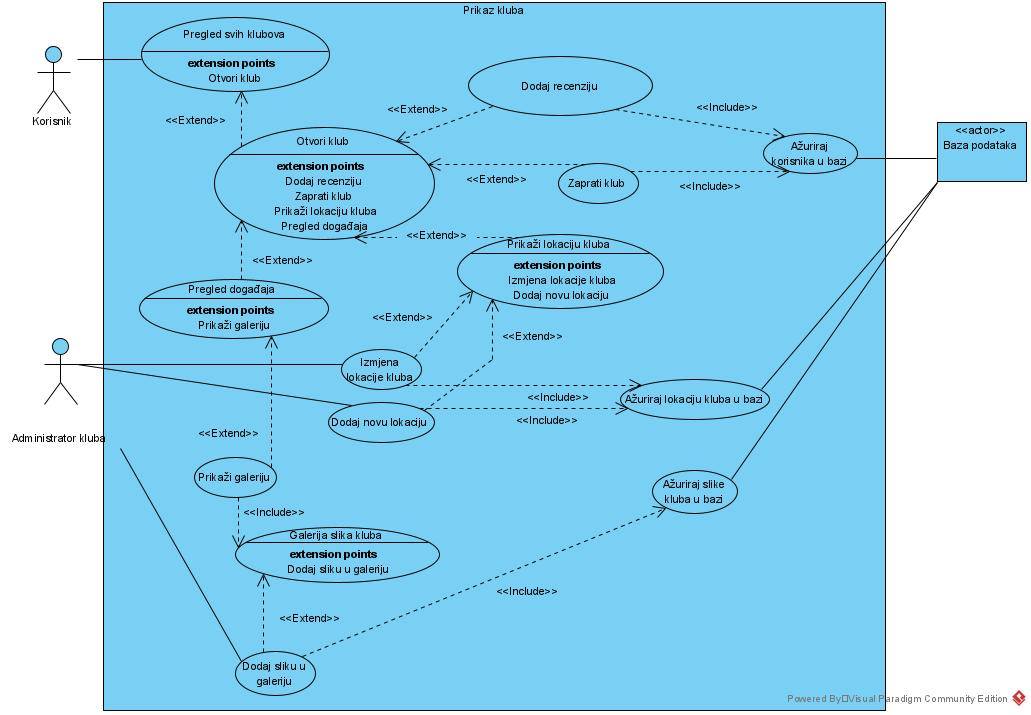 Prikaz kluba
Pregled svih klubova
extension points
Otvori klub
Korisnik
<<Extend>>
<<Extend>>
Dodaj recenziju
<<Include>>
<<actor>>
Baza podataka
Otvori klub
extension points
Dodaj recenziju
Zaprati klub
Prikaži lokaciju kluba
Pregled događaja
Ažuriraj
korisnika u bazi
<<Extend>>
Zaprati klub
<<Include>>
<<Extend>>
Prikaži lokaciju kluba
extension points
Izmjena lokacije kluba
Dodaj novu lokaciju
<<Extend>>
Pregled događaja
extension points
Prikaži galeriju
<<Extend>>
<<Extend>>
Izmjena
lokacije kluba
<<Include>>
Ažuriraj lokaciju kluba u bazi
Dodaj novu lokaciju
<<Include>>
Administrator kluba
<<Extend>>
Prikaži galeriju
Ažuriraj slike
kluba u bazi
<<Include>>
Galerija slika kluba
extension points
Dodaj sliku u galeriju
<<Include>>
<<Extend>>
Dodaj sliku u
galeriju
Powered By Visual Paradigm Community Edition